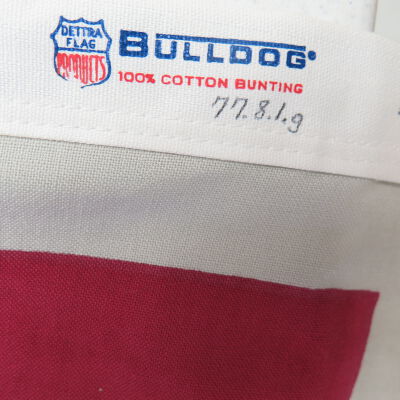 DETTRA
FLAG
PRODUCTS
BULLDOG®
100% COTTON BUNTING
77.8.1.9